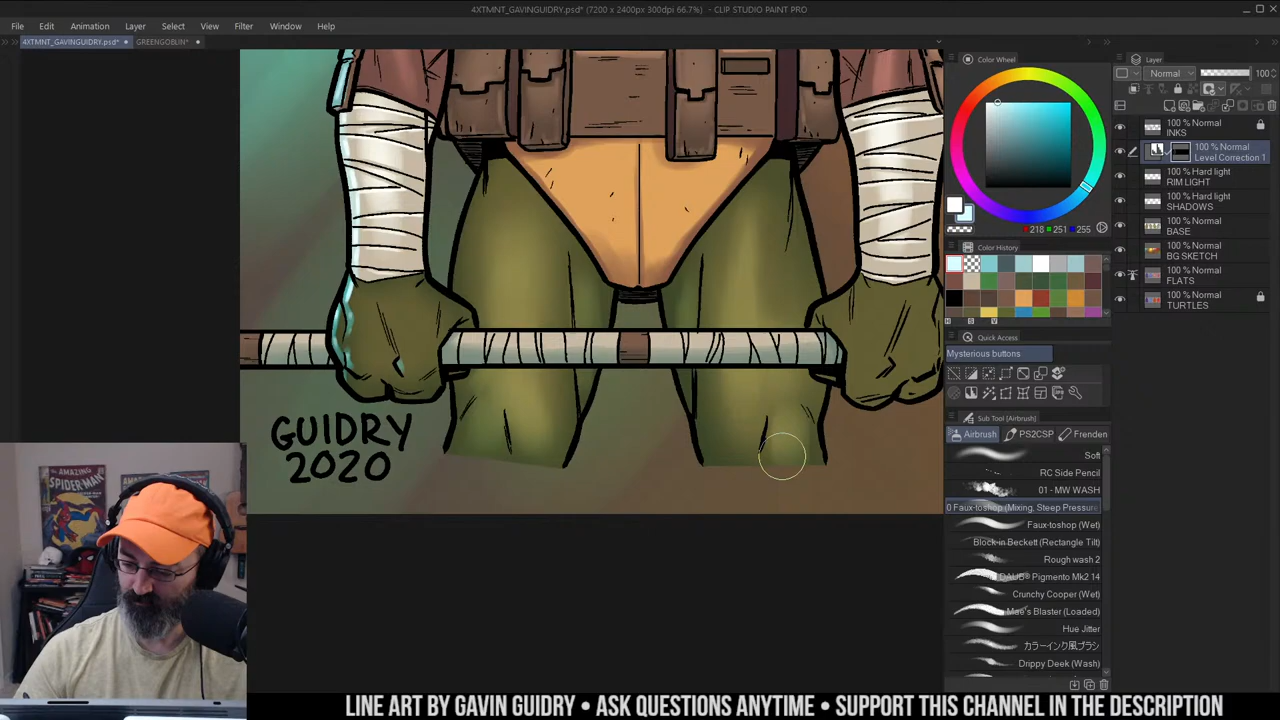 4XTMNT_GAVINGUIDRY.psd* (7200 x 2400px 300dpi 66.7%) - CLIP STUDIO PAINT PRO
File Edit Animation Layer Select View Filter Window Help
4XTMNT_GAVINGUIDRY.psd*
GREENGOBLIN*
GUIDRY
2020
Color Wheel
218 251 255
Color History
H S V
Quick Access
Mysterious buttons
Sub Tool [Airbrush]
Airbrush PS2CSP Frenden
Soft
RC Side Pencil
01 - MW WASH
0 Faux-toshop (Mixing, Steep Pressure
Faux-toshop (Wet)
Block-in Beckett (Rectangle Tilt)
Rough wash 2
DAUB® Pigmento Mk2 14
Crunchy Cooper (Wet)
Mae's Blaster (Loaded)
Hue Jitter
カラーインク風ブラシ
Drippy Deek (Wash)
Layer
Normal 100
100 % Normal
INKS
100 % Normal
Level Correction 1
100 % Hard light
RIM LIGHT
100 % Hard light
SHADOWS
100 % Normal
BASE
100 % Normal
BG SKETCH
100 % Normal
FLATS
100 % Normal
TURTLES
AMAZING
SPIDER-MAN
LINE ART BY GAVIN GUIDRY • ASK QUESTIONS ANYTIME • SUPPORT THIS CHANNEL IN THE DESCRIPTION